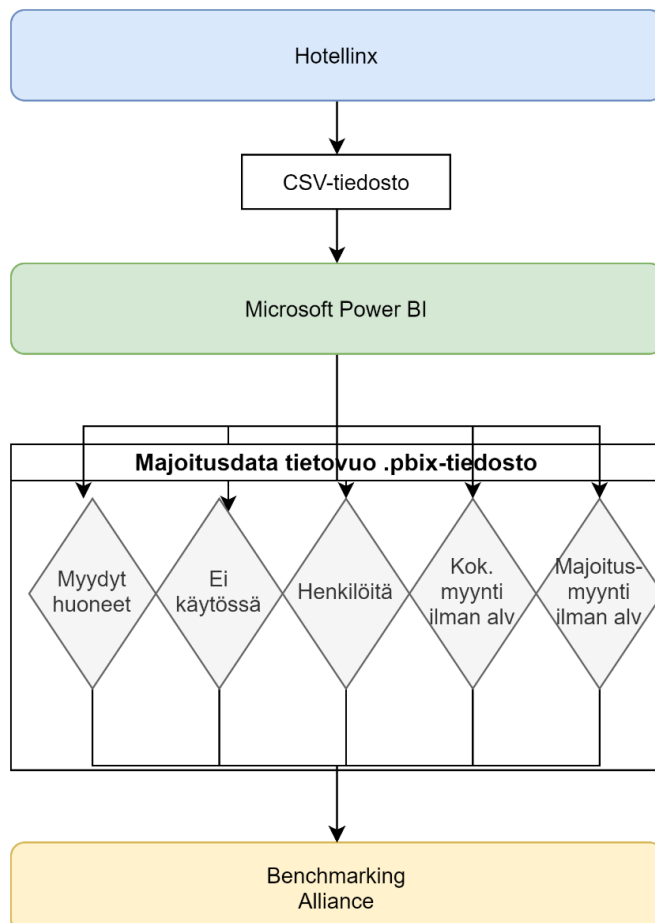 Hotellinx
CSV-tiedosto
Microsoft Power BI
Majoitusdata tietovuo .pbix-tiedosto
Myydyt
huoneet
Ei
käytössä
Henkilöitä
Kok.
myynti
ilman alv
Majoitus-
myynti
ilman alv
Benchmarking
Alliance